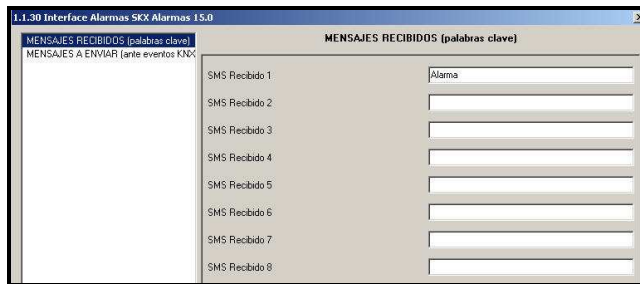 1.1.30 Interface Alarmas SKX Alarmas 15.0
MENSAJES RECIBIDOS (palabras clave)
MENSAJES A ENVIAR (ante eventos KNX
MENSAJES RECIBIDOS (palabras clave)
SMS Recibido 1 Alarma
SMS Recibido 2
SMS Recibido 3
SMS Recibido 4
SMS Recibido 5
SMS Recibido 6
SMS Recibido 7
SMS Recibido 8